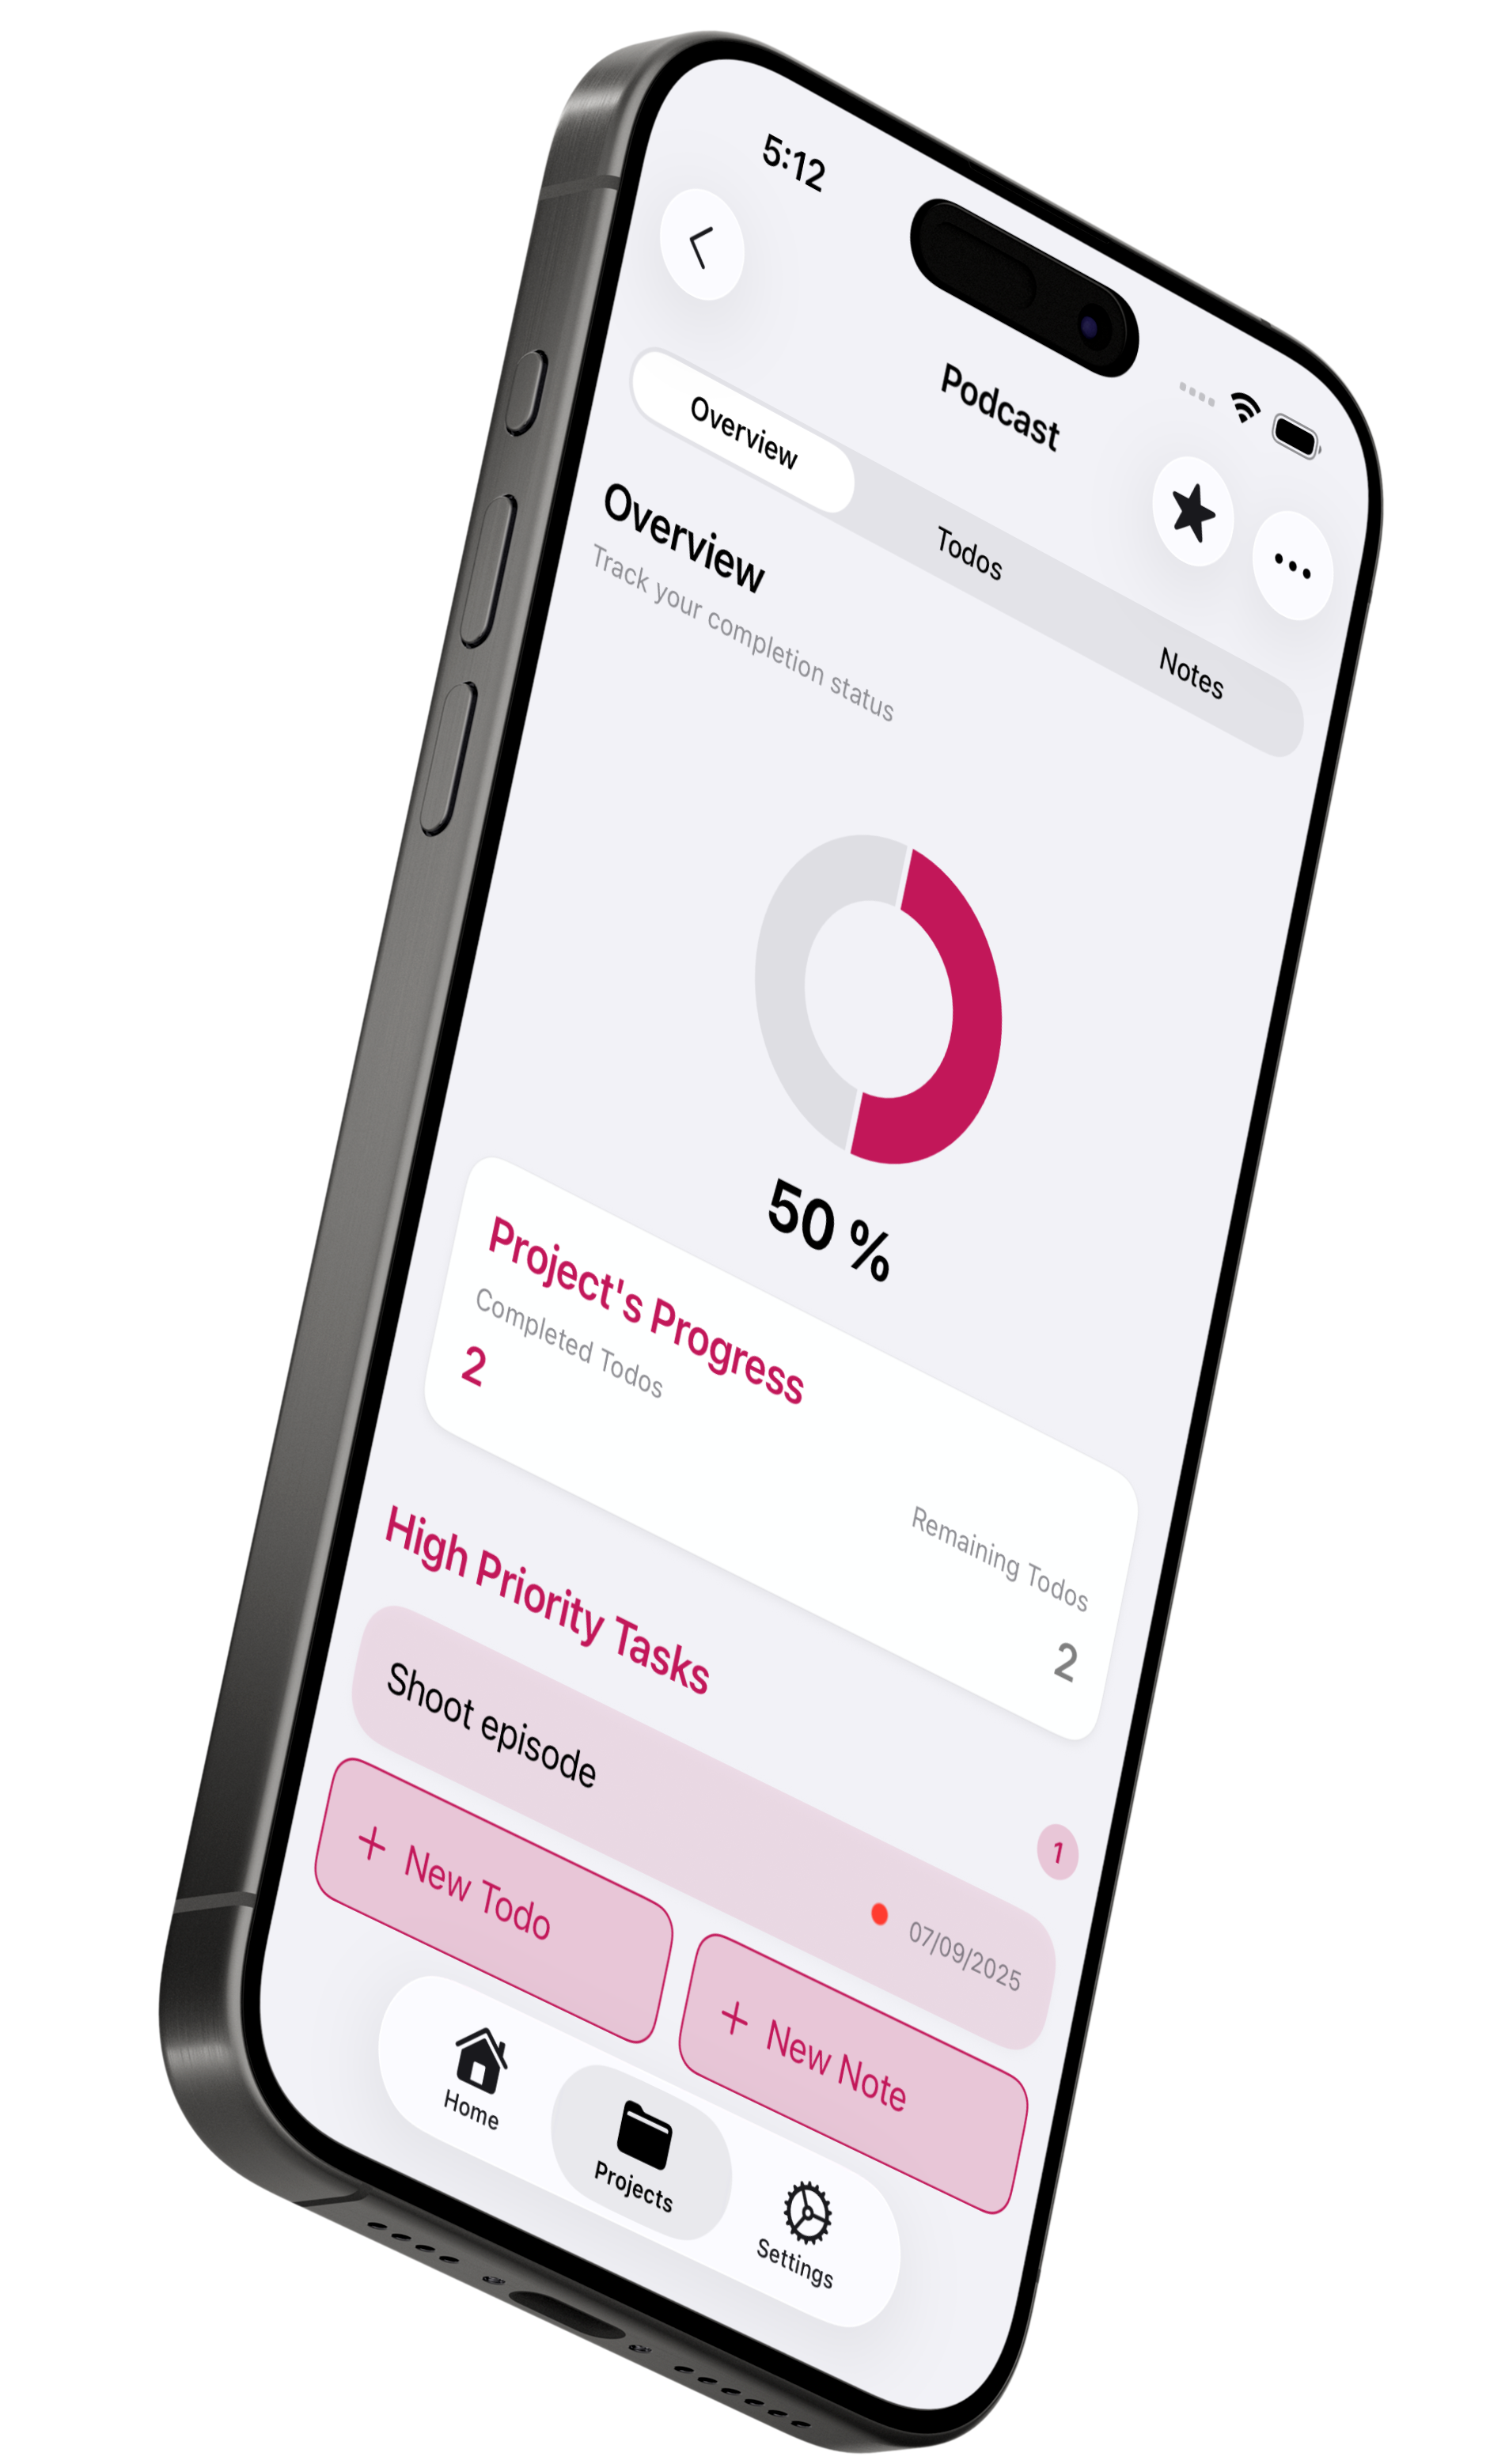 5:12
Podcast
Overview
Todos
Notes
Overview
Track your completion status
50 %
Project's Progress
Completed Todos
2
Remaining Todos
2
High Priority Tasks
1
Shoot episode
07/09/2025
+ New Todo
+ New Note
Home
Projects
Settings